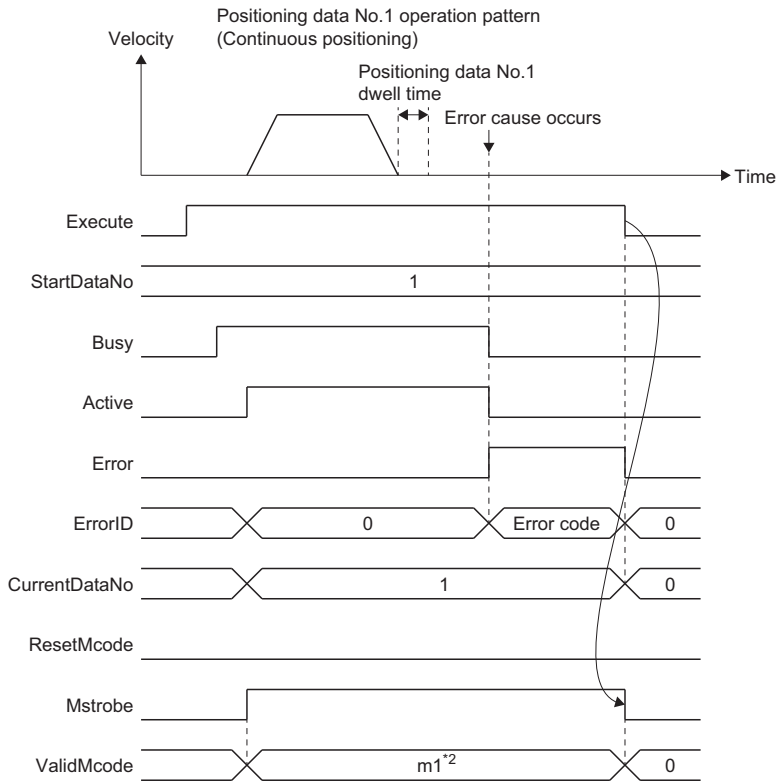 Positioning data No.1 operation pattern
(Continuous positioning)
Velocity
Positioning data No.1
dwell time
Error cause occurs
Time
Execute
StartDataNo
1
Busy
Active
Error
ErrorID
0
Error code
0
CurrentDataNo
1
0
ResetMcode
Mstrobe
ValidMcode
m1*2
0